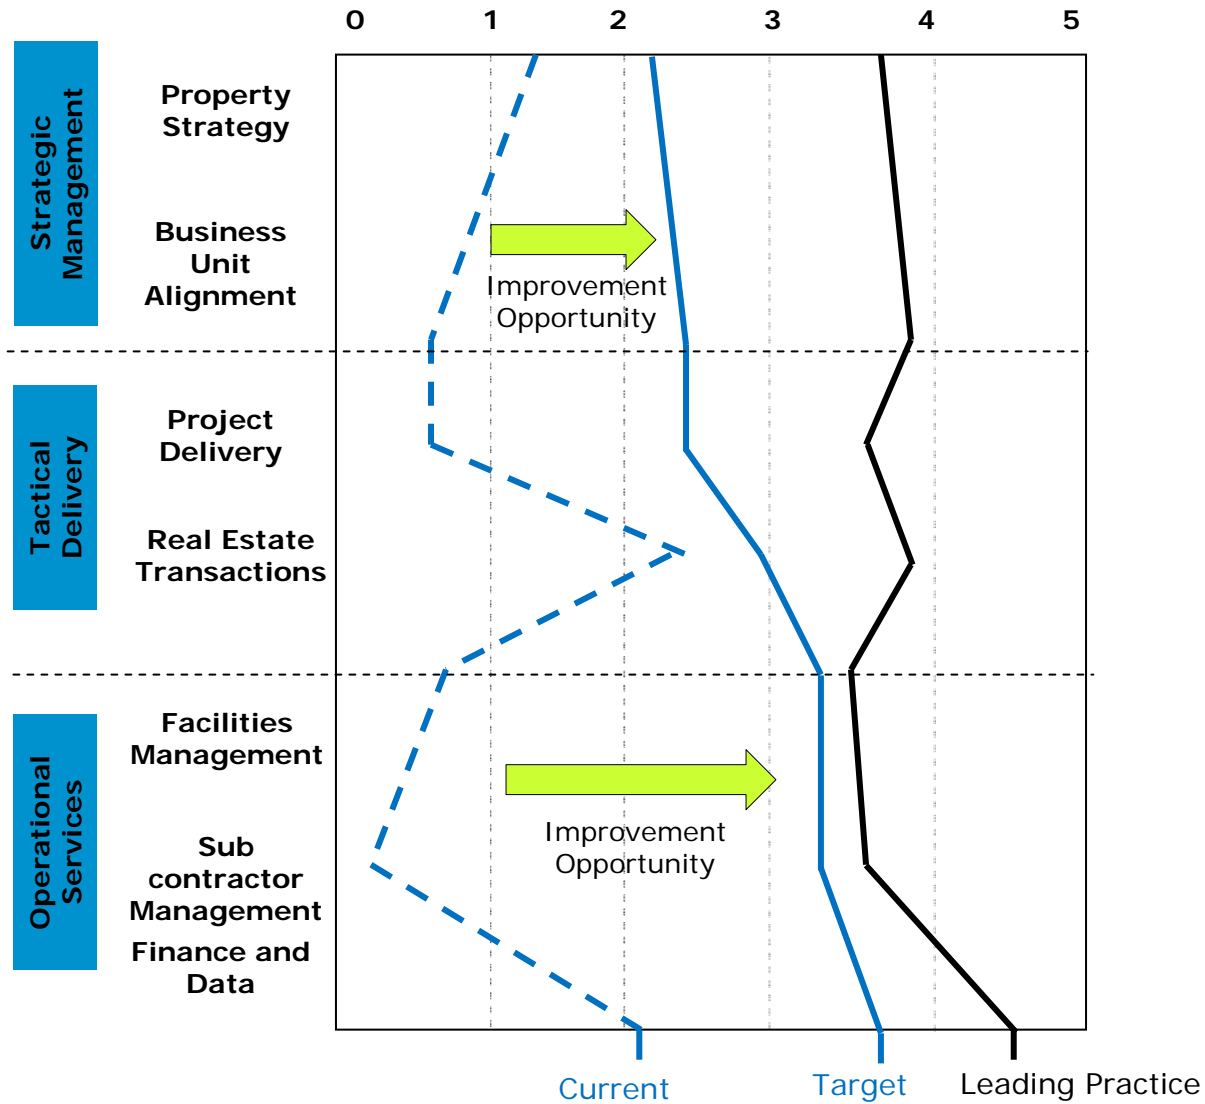 0 1 2 3 4 5
Strategic
Management
Property
Strategy
Business
Unit
Alignment
Improvement
Opportunity
Tactical
Delivery
Project
Delivery
Real Estate
Transactions
Operational
Services
Facilities
Management
Improvement
Opportunity
Sub
contractor
Management
Finance and
Data
Current
Target
Leading Practice